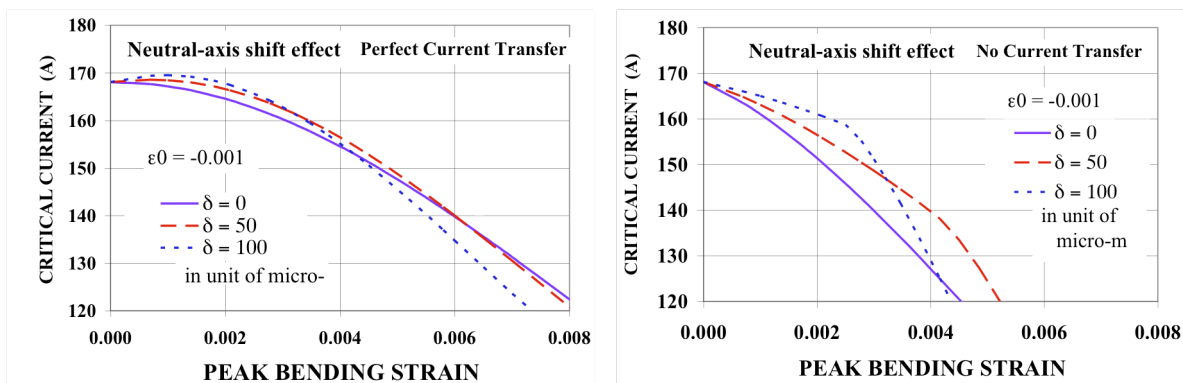 180
170
160
150
140
130
120
CRITICAL CURRENT (A)
Neutral-axis shift effect Perfect Current Transfer
ε0 = -0.001
δ = 0
δ = 50
δ = 100
in unit of micro-
0.000 0.002 0.004 0.006 0.008
PEAK BENDING STRAIN
180
170
160
150
140
130
120
CRITICAL CURRENT (A)
Neutral-axis shift effect No Current Transfer
ε0 = -0.001
δ = 0
δ = 50
δ = 100
in unit of
micro-m
0.000 0.002 0.004 0.006 0.008
PEAK BENDING STRAIN